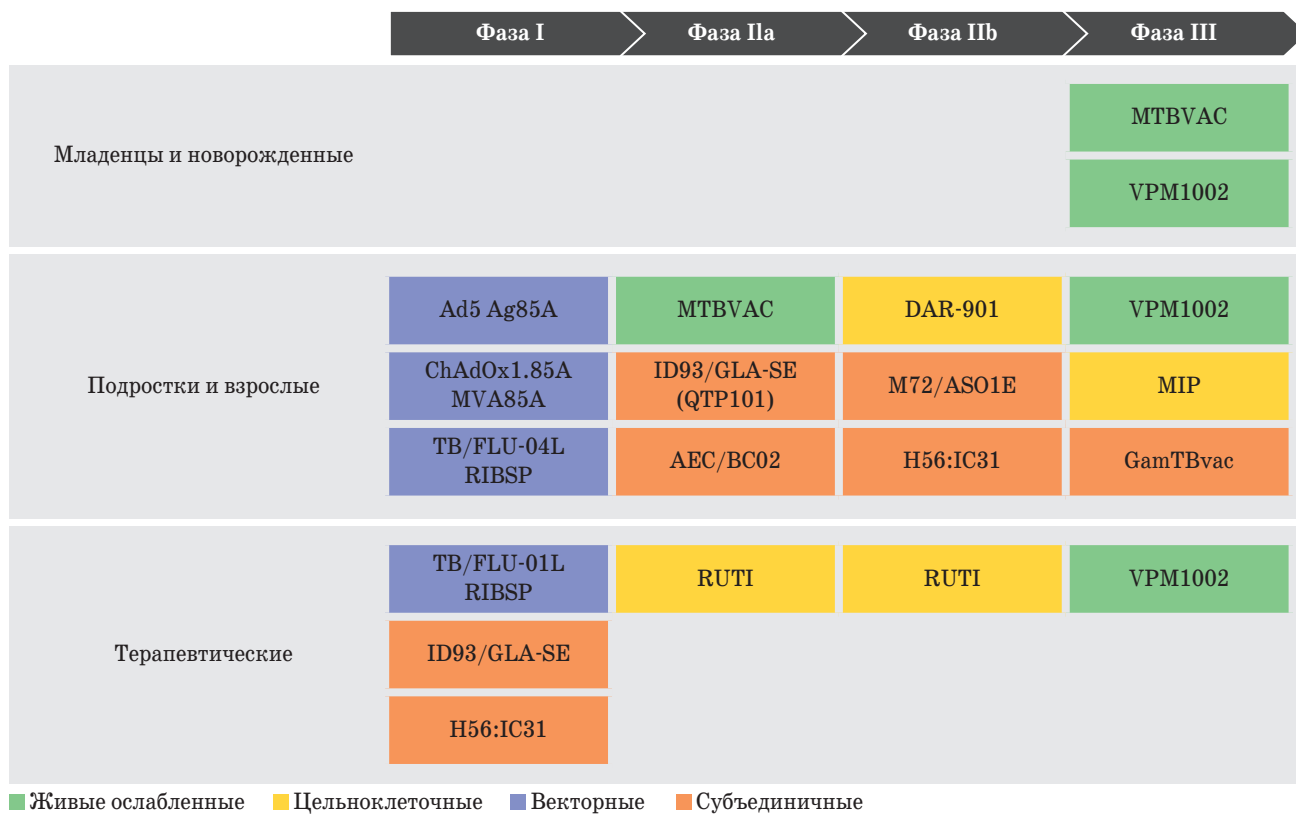 Фаза I
Фаза IIa
Фаза IIb
Фаза III
Младенцы и новорожденные
MTBVAC
VPM1002
Подростки и взрослые
Ad5 Ag85A
MTBVAC
DAR-901
VPM1002
ChAdOx1.85A
MVA85A
ID93/GLA-SE
(QTP101)
M72/ASO1E
MIP
TB/FLU-04L
RIBSP
AEC/BC02
H56:IC31
GamTBvac
Терапевтические
TB/FLU-01L
RIBSP
RUTI
RUTI
VPM1002
ID93/GLA-SE
H56:IC31
Живые ослабленные
Цельноклеточные
Векторные
Субъединичные